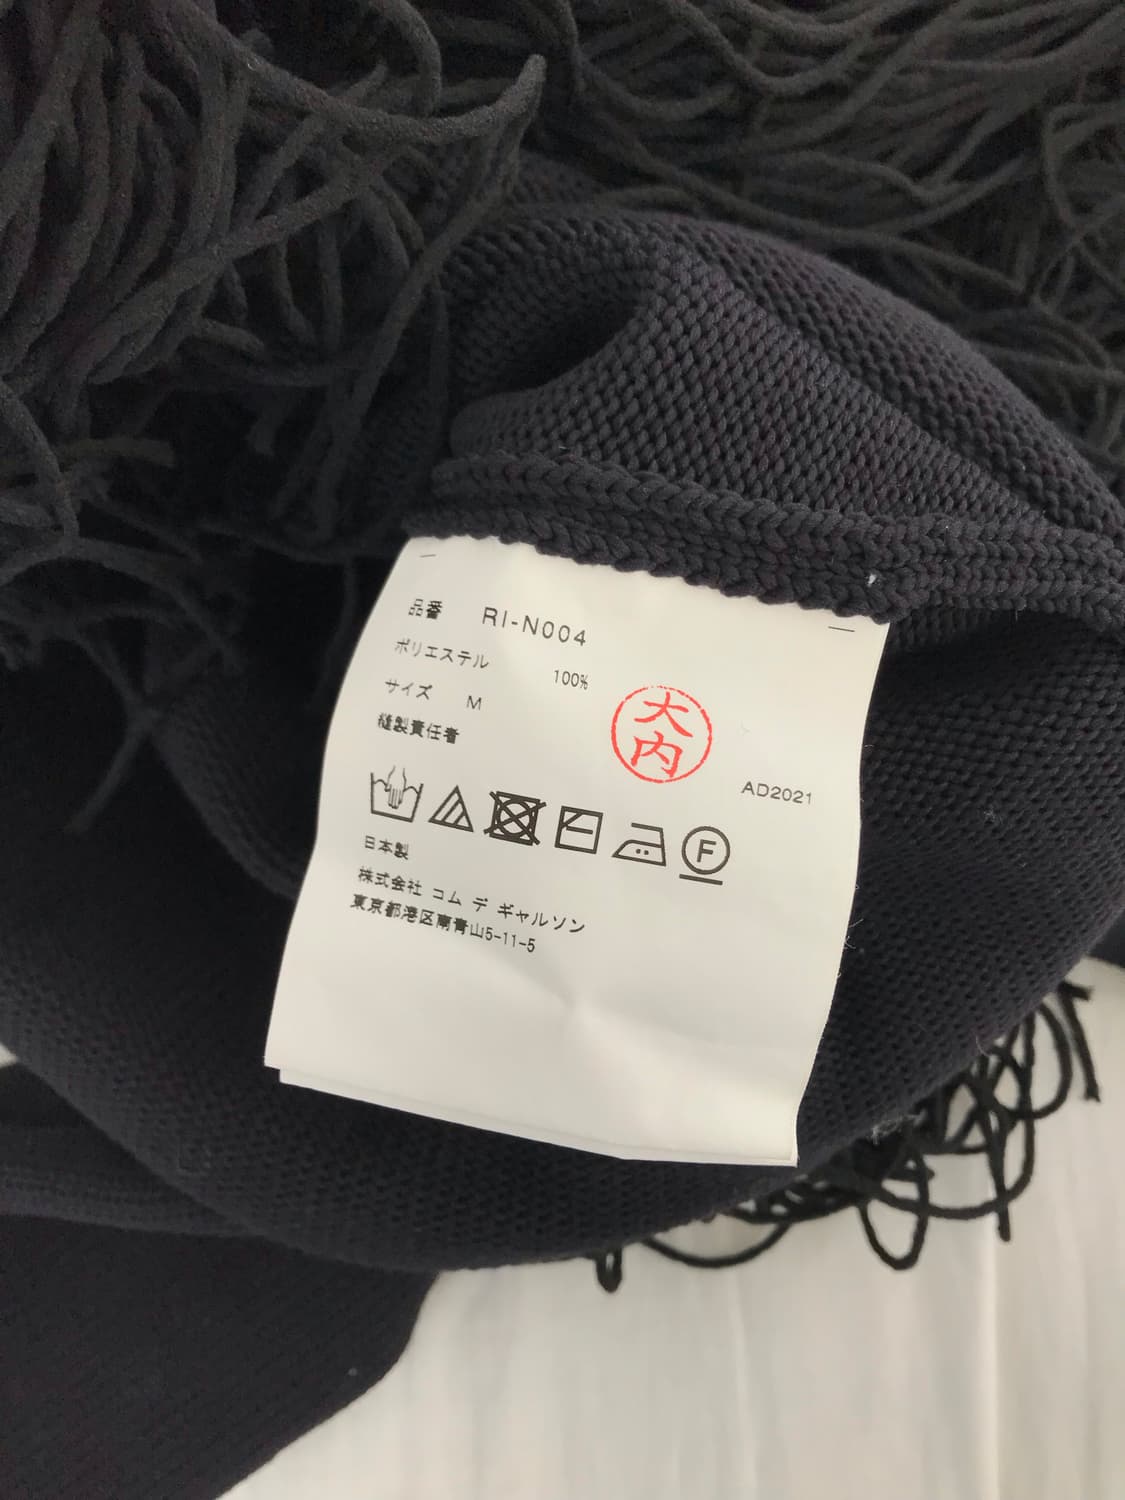 品番 RI-N004
ポリエステル 100%
サイズ M
縫製責任者
大内
AD2021
F
日本製
株式会社 コム デ ギャルソン
東京都港区南青山5-11-5